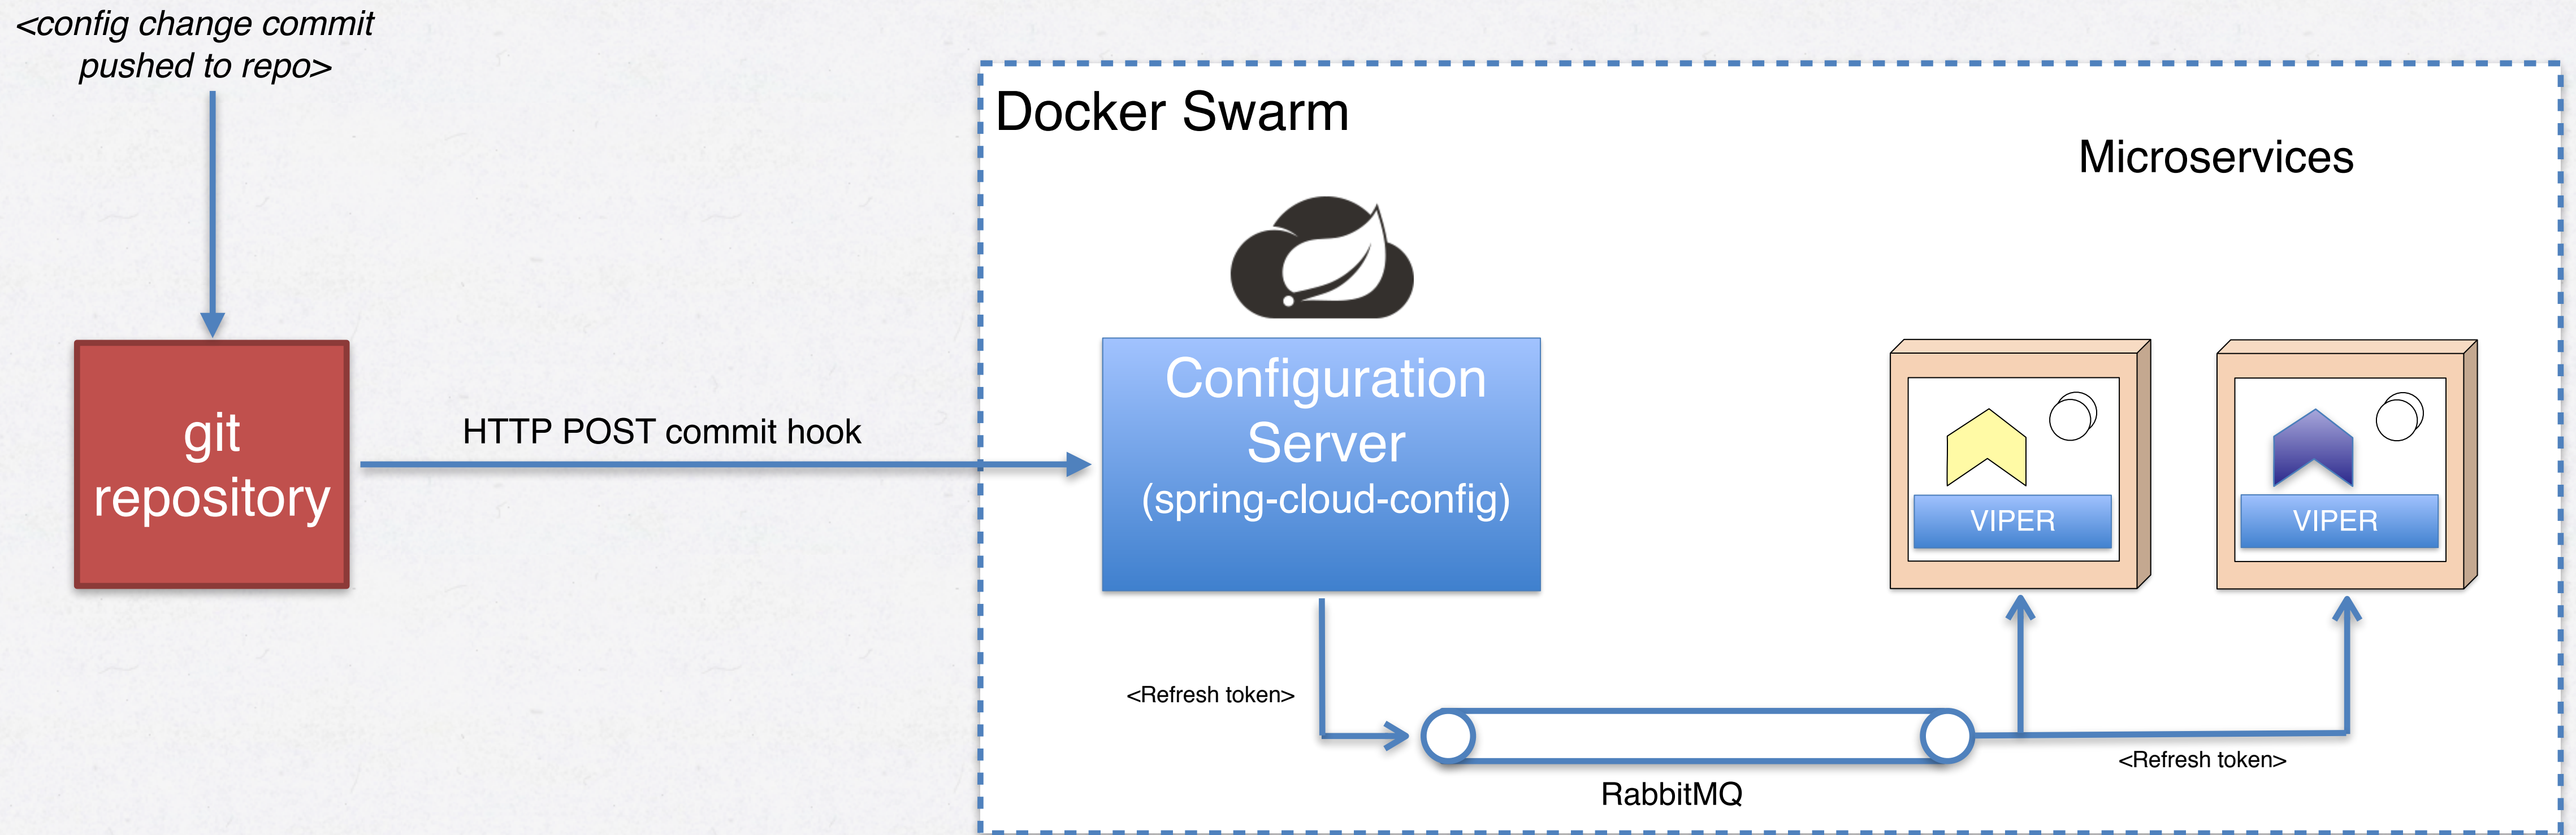 <config change commit
pushed to repo>
Docker Swarm
Microservices
git
repository
HTTP POST commit hook
Configuration
Server
(spring-cloud-config)
VIPER
VIPER
<Refresh token>
<Refresh token>
RabbitMQ